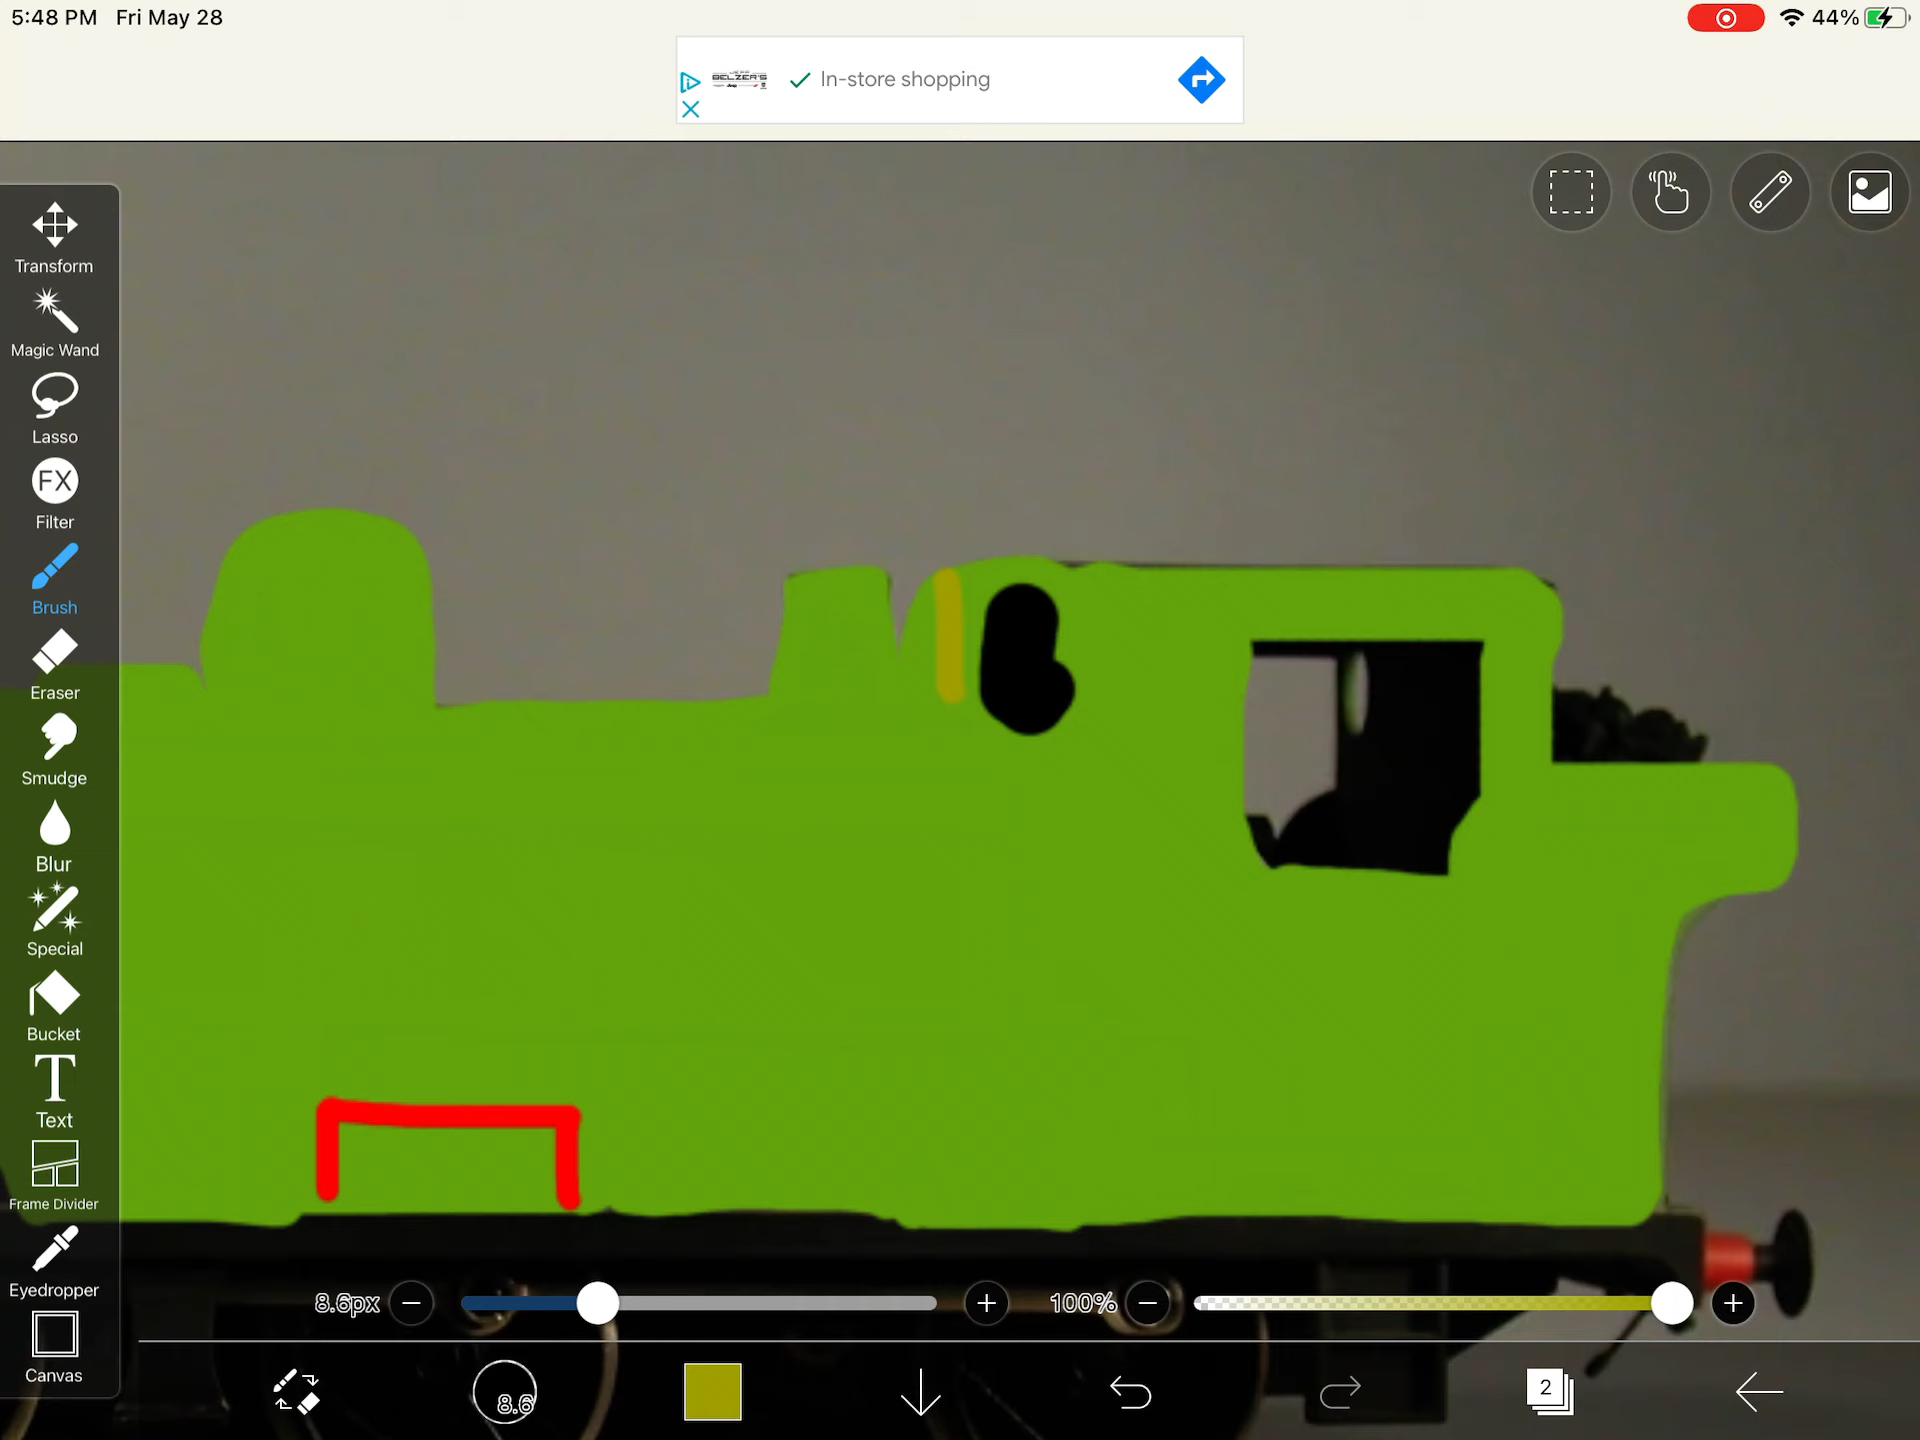 5:48 PM Fri May 28
44%
BELZER'S
In-store shopping
Transform
Magic Wand
Lasso
FX
Filter
Brush
Eraser
Smudge
Blur
Special
Bucket
T
Text
Frame Divider
Eyedropper
Canvas
8.6px
100%
8.6
2